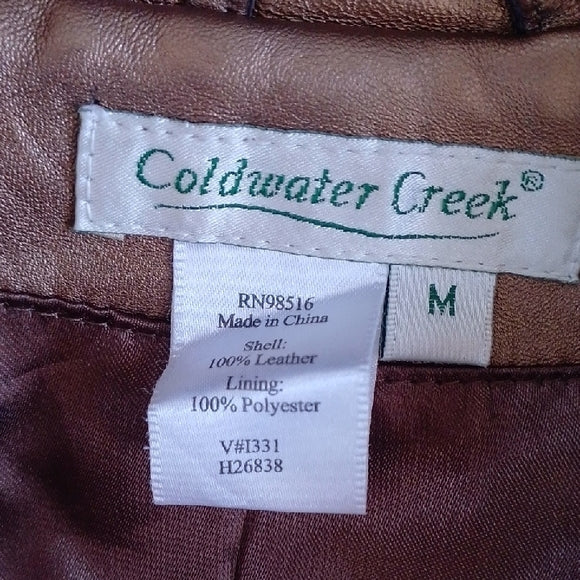 Coldwater Creek®
M
RN98516
Made in China
Shell:
100% Leather
Lining:
100% Polyester
V#I331
H26838